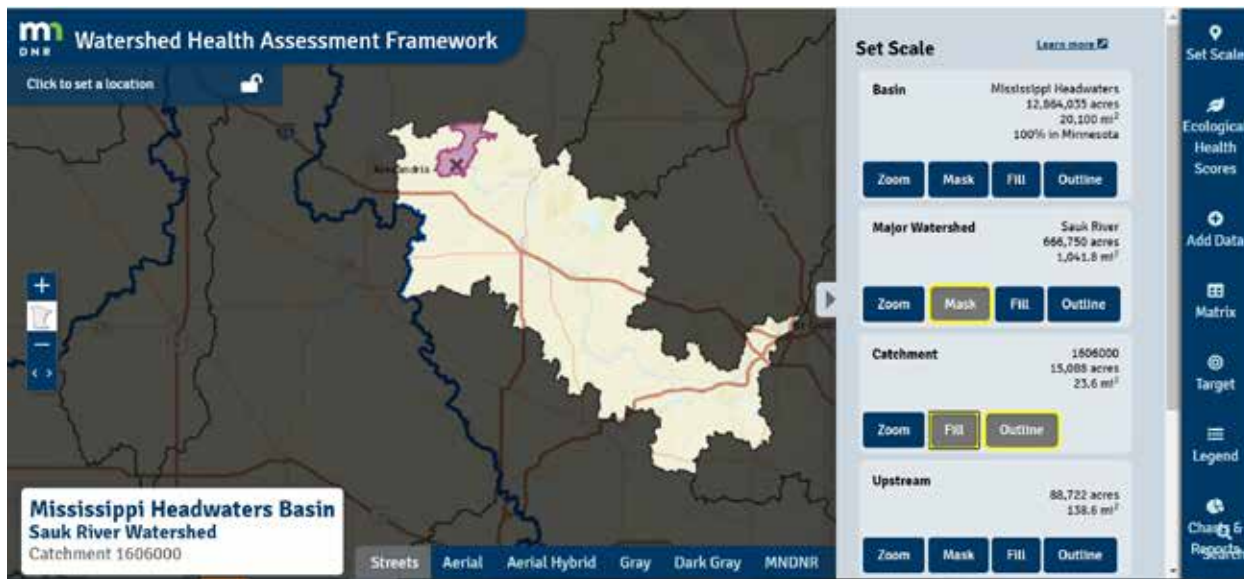 mn
DNR
Watershed Health Assessment Framework
Click to set a location
Mississippi Headwaters Basin
Sauk River Watershed
Catchment 1606000
Streets
Aerial
Aerial Hybrid
Gray
Dark Gray
MNDNR
Set Scale
Learn more
Basin
Mississippi Headwaters
12,864,035 acres
20,100 mi²
100% in Minnesota
Zoom
Mask
Fill
Outline
Major Watershed
Sauk River
666,750 acres
1,041.8 mi²
Zoom
Mask
Fill
Outline
Catchment
1606000
15,088 acres
23.6 mi²
Zoom
Fill
Outline
Upstream
88,722 acres
138.6 mi²
Zoom
Mask
Fill
Outline
Set Scale
Ecological
Health
Scores
Add Data
Matrix
Target
Legend
Charts &
Reports
Search